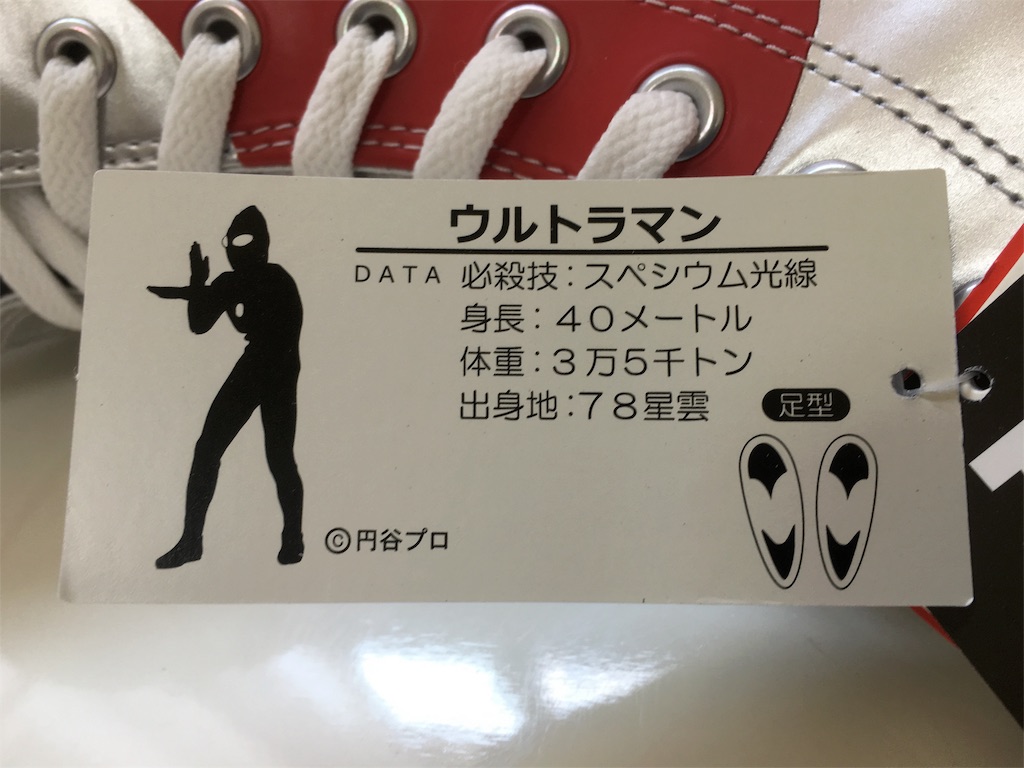 ウルトラマン
DATA 必殺技：スペシウム光線
身長：４０メートル
体重：３万５千トン
出身地：７８星雲
足型
©円谷プロ